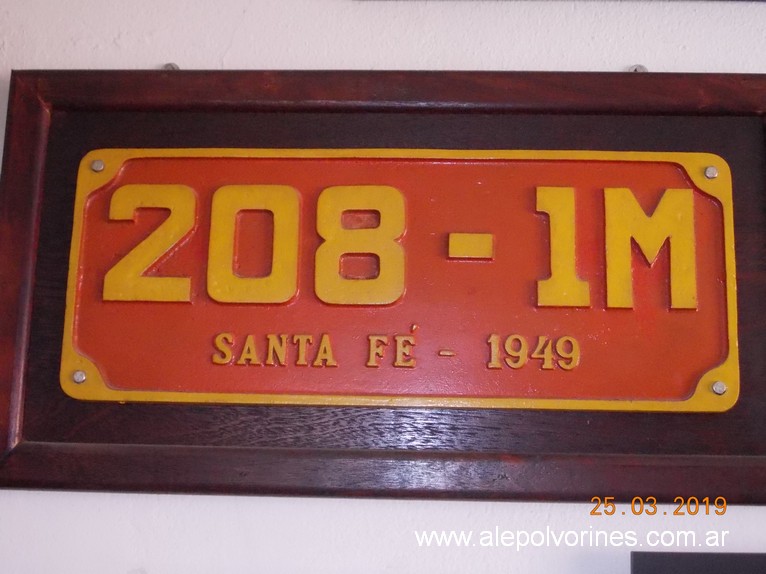 208-1M
SANTA FÉ - 1949
25.03.2019
www.alepolvorines.com.ar